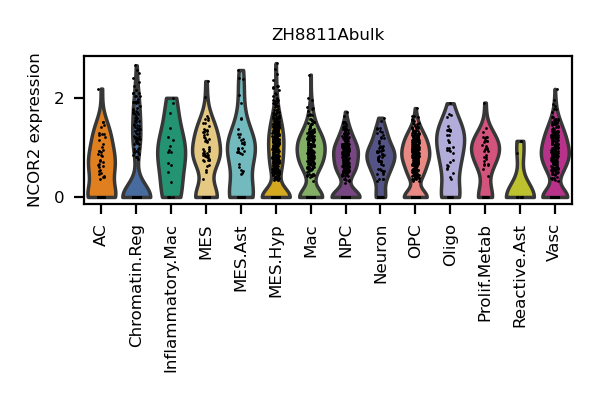 ZH8811Abulk
NCOR2 expression
2
0
AC
Chromatin.Reg
Inflammatory.Mac
MES
MES.Ast
MES.Hyp
Mac
NPC
Neuron
OPC
Oligo
Prolif.Metab
Reactive.Ast
Vasc